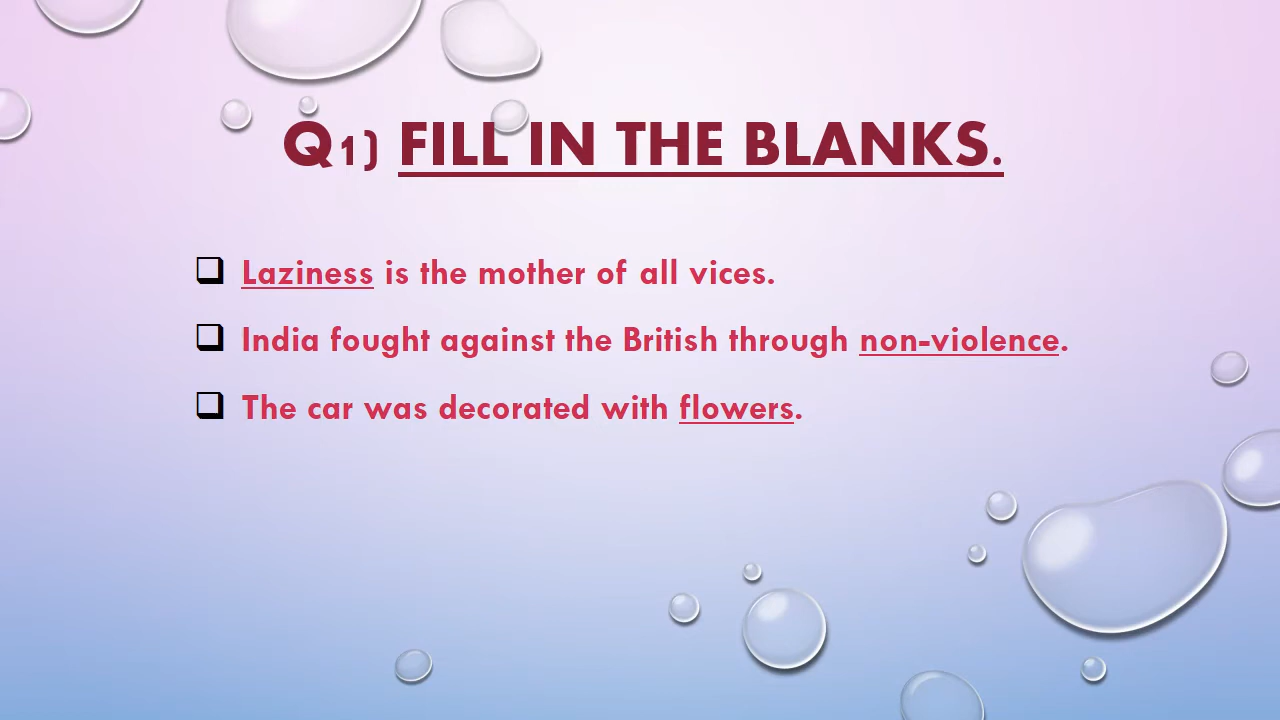 Q1) FILL IN THE BLANKS.
Laziness is the mother of all vices.
India fought against the British through non-violence.
The car was decorated with flowers.